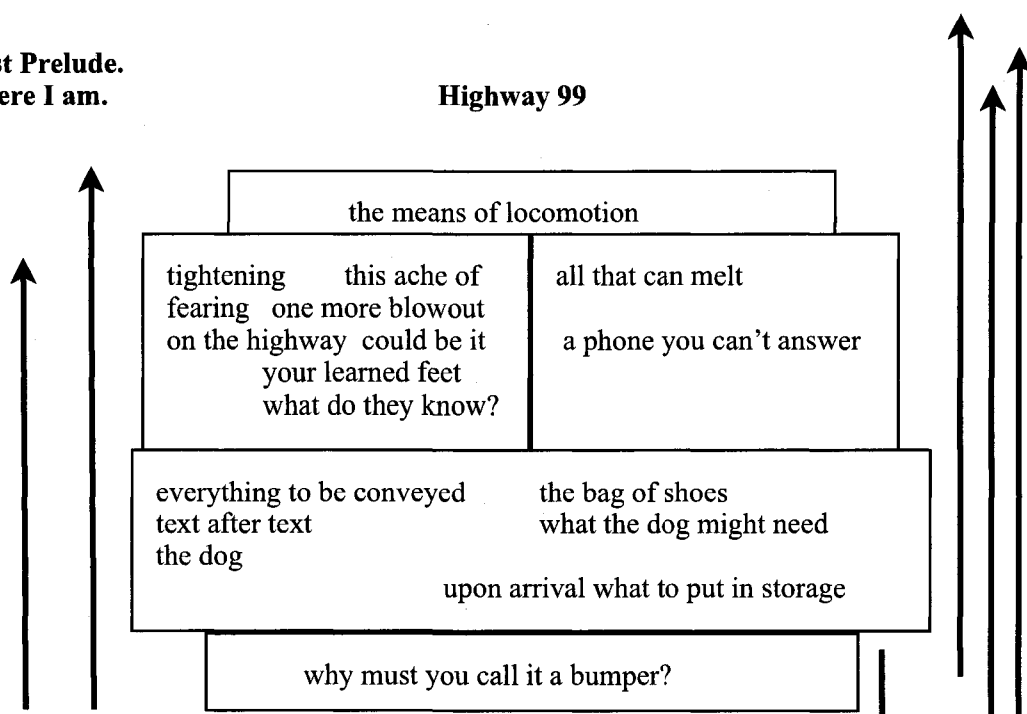 Prelude.
I am.
Highway 99
the means of locomotion
tightening this ache of
fearing one more blowout
on the highway could be it
your learned feet
what do they know?
all that can melt
a phone you can’t answer
everything to be conveyed
text after text
the dog
the bag of shoes
what the dog might need
upon arrival what to put in storage
why must you call it a bumper?